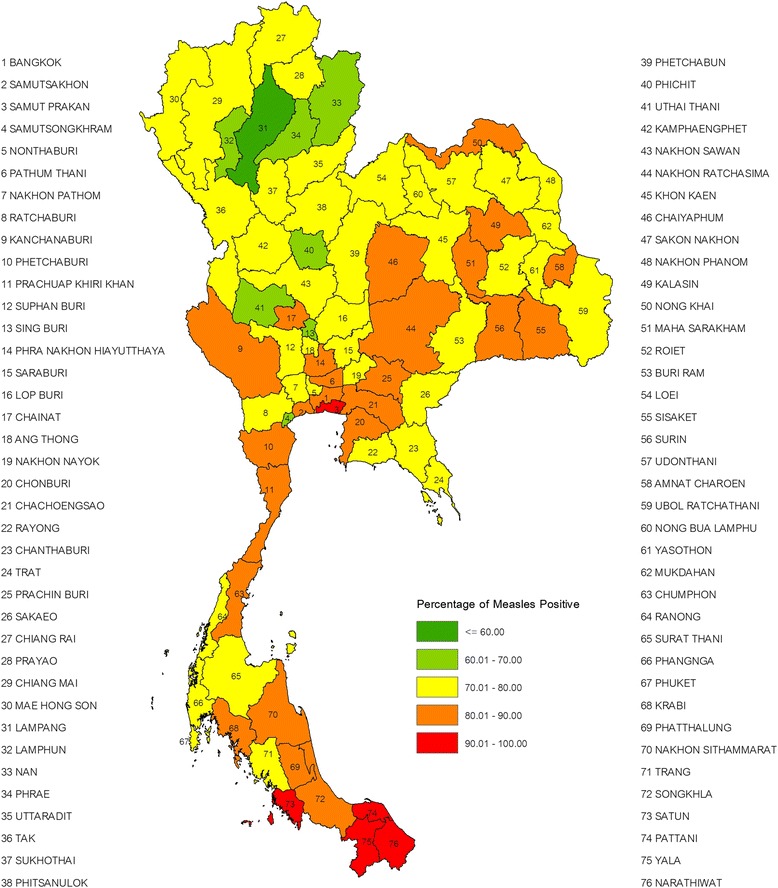 1 BANGKOK
2 SAMUTSAKHON
3 SAMUT PRAKAN
4 SAMUTSONGKHRAM
5 NONTHABURI
6 PATHUM THANI
7 NAKHON PATHOM
8 RATCHABURI
9 KANCHANABURI
10 PHETCHABURI
11 PRACHUAP KHIRI KHAN
12 SUPHAN BURI
13 SING BURI
14 PHRA NAKHON HIAYUTTHAYA
15 SARABURI
16 LOP BURI
17 CHAINAT
18 ANG THONG
19 NAKHON NAYOK
20 CHONBURI
21 CHACHOENGSAO
22 RAYONG
23 CHANTHABURI
24 TRAT
25 PRACHIN BURI
26 SAKAEO
27 CHIANG RAI
28 PRAYAO
29 CHIANG MAI
30 MAE HONG SON
31 LAMPANG
32 LAMPHUN
33 NAN
34 PHRAE
35 UTTARADIT
36 TAK
37 SUKHOTHAI
38 PHITSANULOK
27
28
30
29
33
31
32
34
35
50
54
57
47
48
60
37
36
38
49
62
42
40
39
45
46
51
52
61
58
43
41
59
17
16
44
56
55
9
13
53
12
18
15
14
19
25
6
7
5
26
1
21
8
2
4
20
10
22
23
24
11
63
64
65
66
70
68
67
71
69
72
73
74
75
76
Percentage of Measles Positive
<= 60.00
60.01 - 70.00
70.01 - 80.00
80.01 - 90.00
90.01 - 100.00
39 PHETCHABUN
40 PHICHIT
41 UTHAI THANI
42 KAMPHAENGPHET
43 NAKHON SAWAN
44 NAKHON RATCHASIMA
45 KHON KAEN
46 CHAIYAPHUM
47 SAKON NAKHON
48 NAKHON PHANOM
49 KALASIN
50 NONG KHAI
51 MAHA SARAKHAM
52 ROIET
53 BURI RAM
54 LOEI
55 SISAKET
56 SURIN
57 UDONTHANI
58 AMNAT CHAROEN
59 UBOL RATCHATHANI
60 NONG BUA LAMPHU
61 YASOTHON
62 MUKDAHAN
63 CHUMPHON
64 RANONG
65 SURAT THANI
66 PHANGNGA
67 PHUKET
68 KRABI
69 PHATTHALUNG
70 NAKHON SITHAMMARAT
71 TRANG
72 SONGKHLA
73 SATUN
74 PATTANI
75 YALA
76 NARATHIWAT